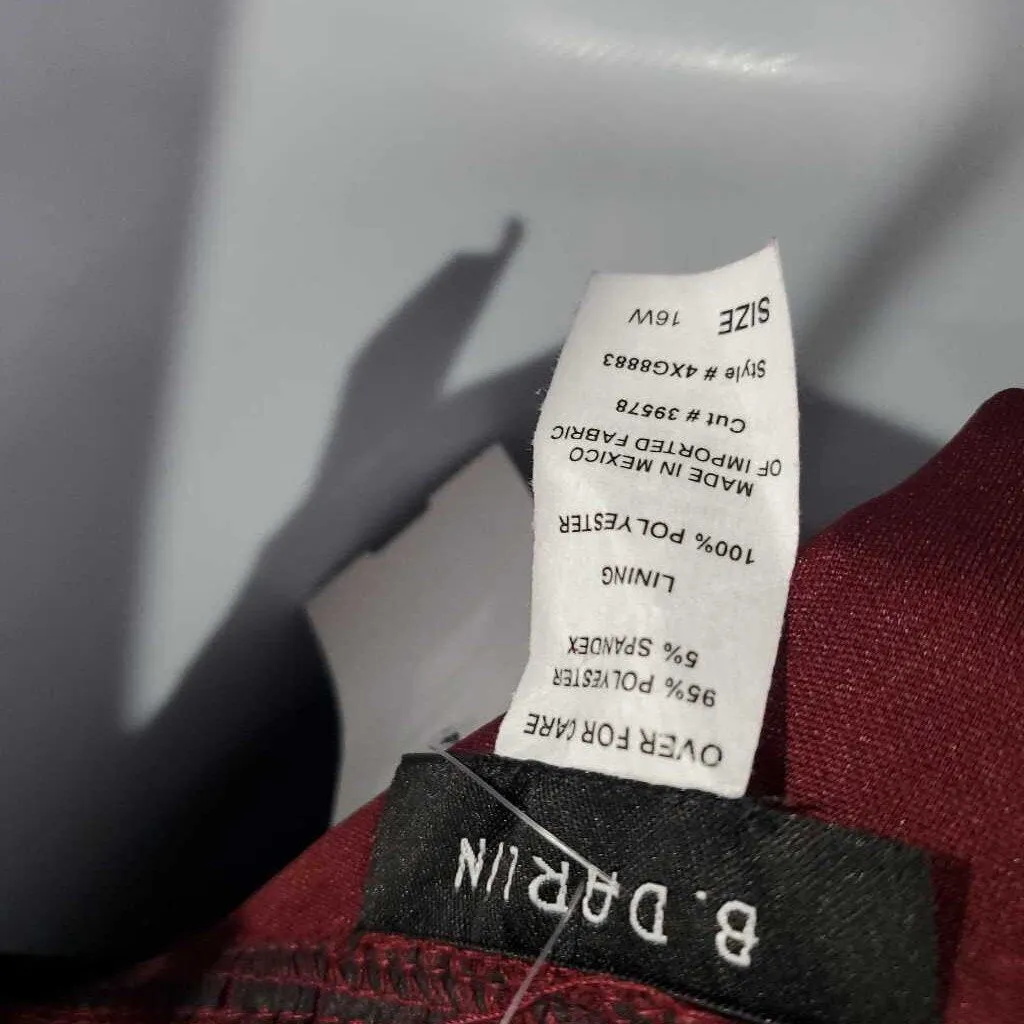 B. DARIIN
OVER FOR CARE
95% POLYESTER
5% SPANDEX
LINING
100% POLYESTER
MADE IN MEXICO
OF IMPORTED FABRIC
Cut # 39578
Style # 4XG8883
SIZE 16W